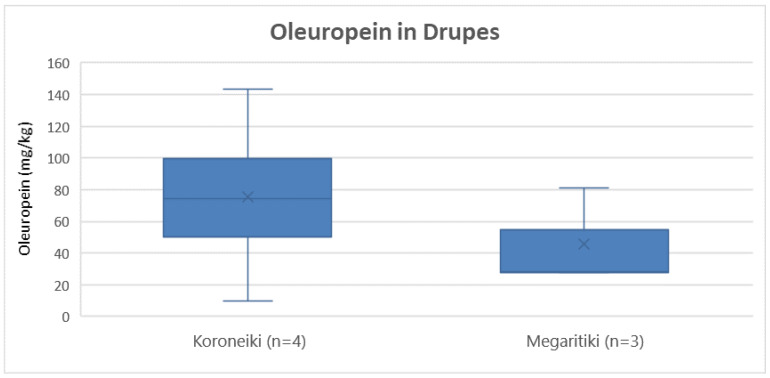 Oleuropein in Drupes
Oleuropein (mg/kg)
160
140
120
100
80
60
40
20
0
Koroneiki (n=4)
Megaritiki (n=3)